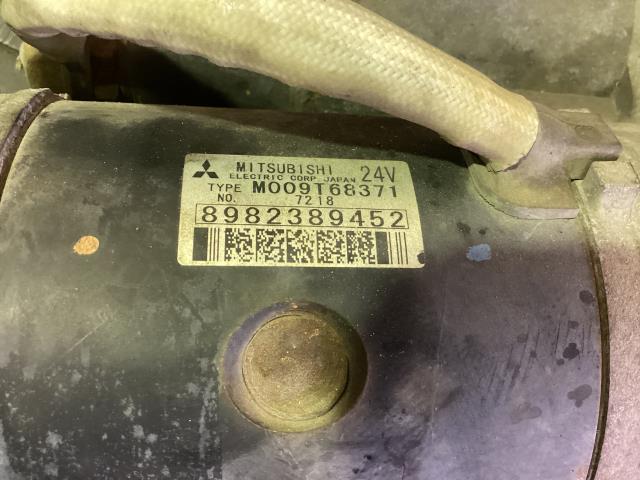 MITSUBISHI 24V
ELECTRIC CORP. JAPAN
TYPE M009T68371
NO. 7218
8982389452